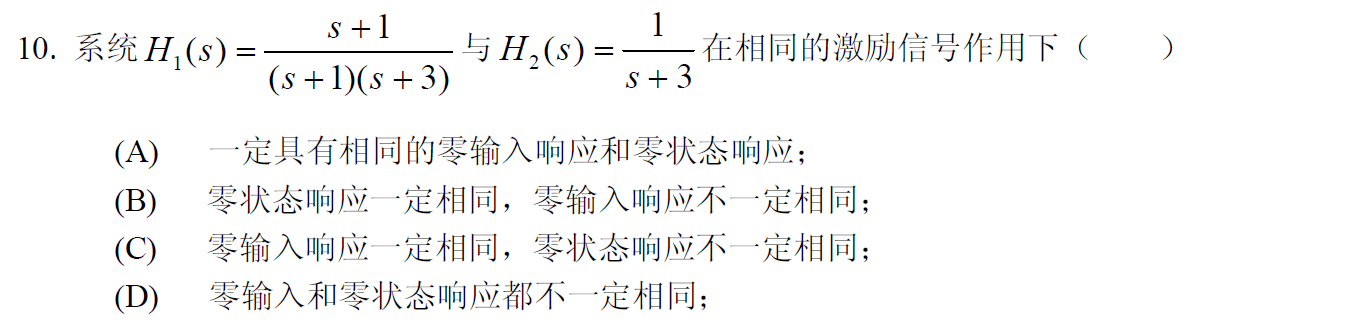 10. 系统 H₁(s) = (s+1)/((s+1)(s+3)) 与 H₂(s) = 1/(s+3) 在相同的激励信号作用下（ ）
(A) 一定具有相同的零输入响应和零状态响应；
(B) 零状态响应一定相同，零输入响应不一定相同；
(C) 零输入响应一定相同，零状态响应不一定相同；
(D) 零输入和零状态响应都不一定相同；